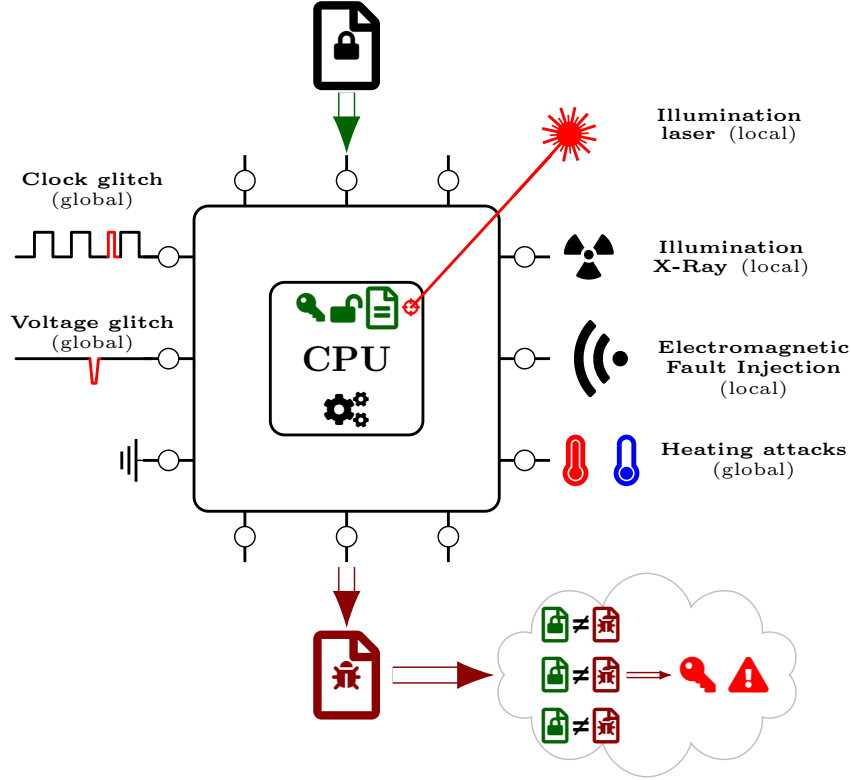 Illumination
laser (local)
Clock glitch
(global)
Illumination
X-Ray (local)
Voltage glitch
(global)
CPU
Electromagnetic
Fault Injection
(local)
Heating attacks
(global)
≠
≠
≠